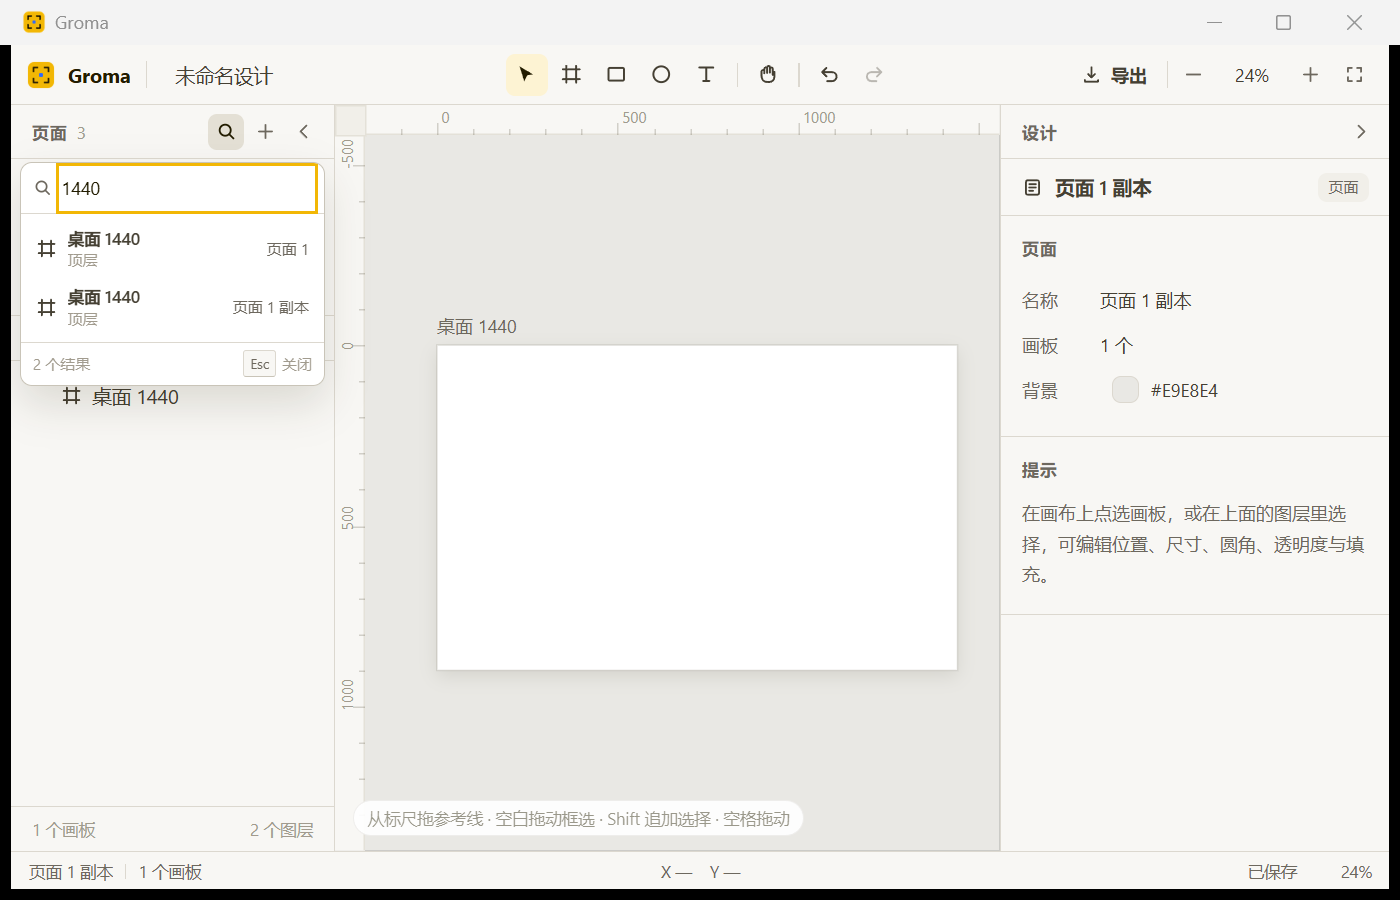 Groma
Groma
未命名设计
导出
24%
页面 3
1440
桌面 1440
顶层
页面 1
桌面 1440
顶层
页面 1 副本
2 个结果
Esc 关闭
桌面 1440
1 个画板
2 个图层
0
500
1000
-500
0
500
1000
桌面 1440
从标尺拖参考线 · 空白拖动框选 · Shift 追加选择 · 空格拖动
设计
页面 1 副本
页面
页面
名称 页面 1 副本
画板 1 个
背景 #E9E8E4
提示
在画布上点选画板，或在上面的图层里选
择，可编辑位置、尺寸、圆角、透明度与填
充。
页面 1 副本
1 个画板
X — Y —
已保存
24%